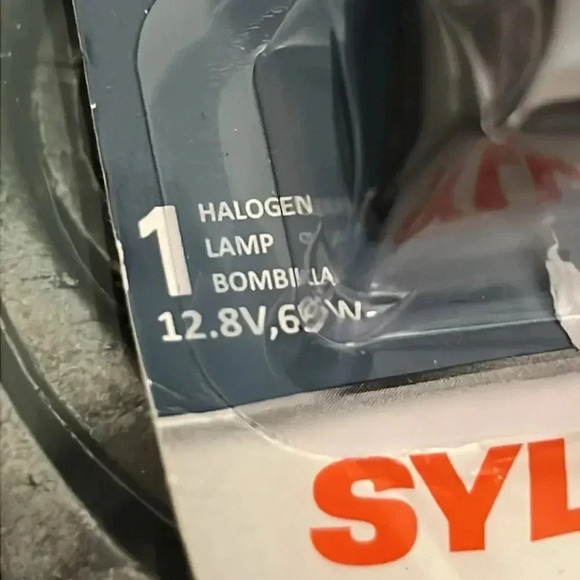 1
HALOGEN
LAMP
BOMBILLA
12.8V,
SYL